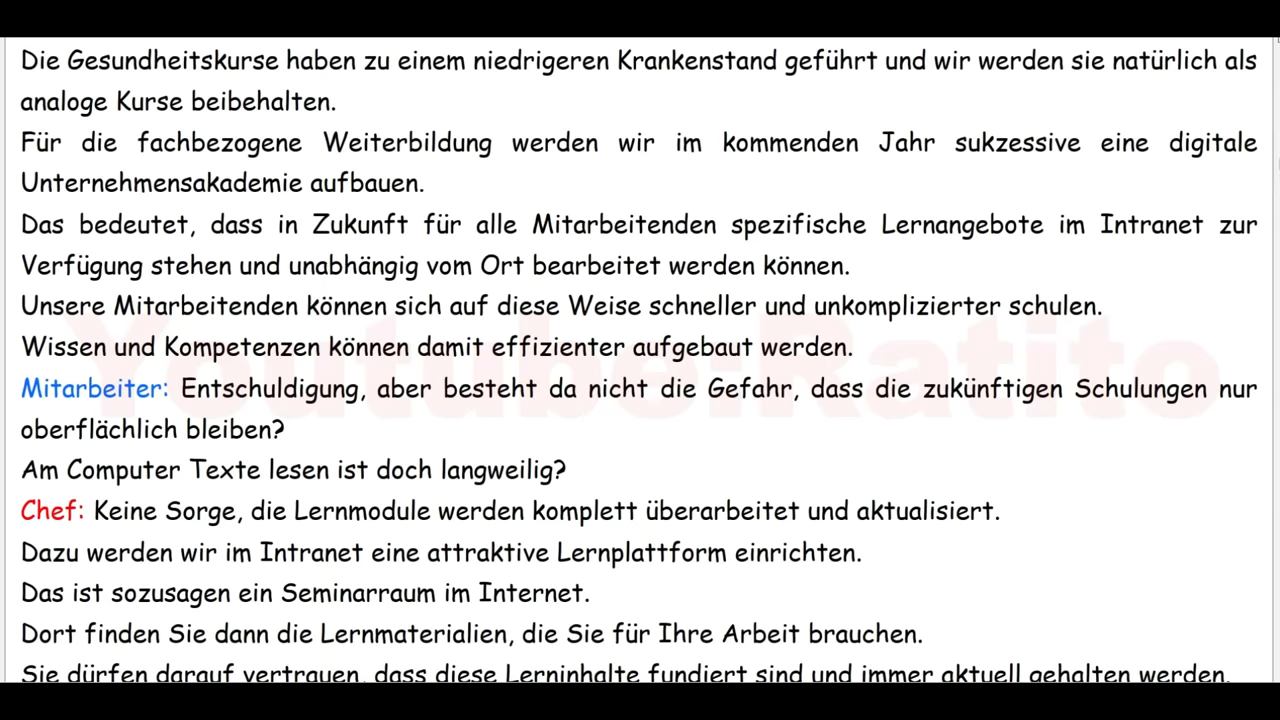 Die Gesundheitskurse haben zu einem niedrigeren Krankenstand geführt und wir werden sie natürlich als
analoge Kurse beibehalten.
Für die fachbezogene Weiterbildung werden wir im kommenden Jahr sukzessive eine digitale
Unternehmensakademie aufbauen.
Das bedeutet, dass in Zukunft für alle Mitarbeitenden spezifische Lernangebote im Intranet zur
Verfügung stehen und unabhängig vom Ort bearbeitet werden können.
Unsere Mitarbeitenden können sich auf diese Weise schneller und unkomplizierter schulen.
Wissen und Kompetenzen können damit effizienter aufgebaut werden.
Youtube:Ratito
Mitarbeiter: Entschuldigung, aber besteht da nicht die Gefahr, dass die zukünftigen Schulungen nur
oberflächlich bleiben?
Am Computer Texte lesen ist doch langweilig?
Chef: Keine Sorge, die Lernmodule werden komplett überarbeitet und aktualisiert.
Dazu werden wir im Intranet eine attraktive Lernplattform einrichten.
Das ist sozusagen ein Seminarraum im Internet.
Dort finden Sie dann die Lernmaterialien, die Sie für Ihre Arbeit brauchen.
Sie dürfen darauf vertrauen, dass diese Lerninhalte fundiert sind und immer aktuell gehalten werden.